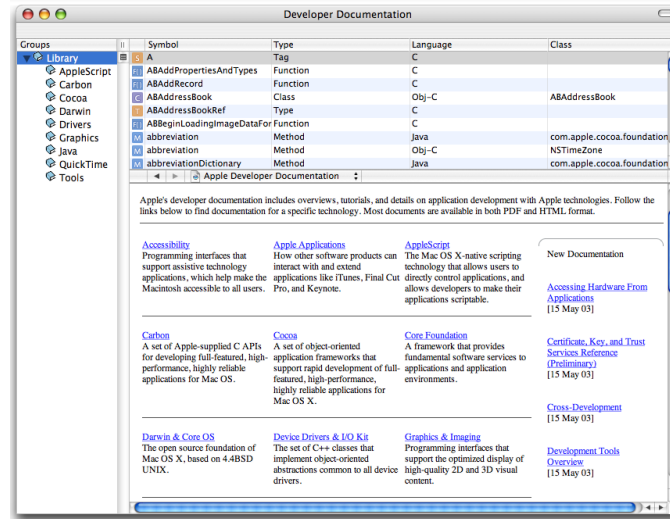 Developer Documentation
Groups
Symbol Type Language Class
Library
AppleScript
Carbon
Cocoa
Darwin
Drivers
Graphics
Java
QuickTime
Tools
S A Tag C
F() ABAddPropertiesAndTypes Function C
F() ABAddRecord Function C
C ABAddressBook Class Obj-C ABAddressBook
T ABAddressBookRef Type C
F() ABBeginLoadingImageDataFor Function C
M abbreviation Method Java com.apple.cocoa.foundation
M abbreviation Method Obj-C NSTimeZone
M abbreviationDictionary Method Java com.apple.cocoa.foundation
Apple Developer Documentation
Apple's developer documentation includes overviews, tutorials, and details on application development with Apple technologies. Follow the
links below to find documentation for a specific technology. Most documents are available in both PDF and HTML format.
Accessibility
Programming interfaces that
support assistive technology
applications, which help make the
Macintosh accessible to all users.
Apple Applications
How other software products can
interact with and extend
applications like iTunes, Final Cut
Pro, and Keynote.
AppleScript
The Mac OS X-native scripting
technology that allows users to
directly control applications, and
allows developers to make their
applications scriptable.
Carbon
A set of Apple-supplied C APIs
for developing full-featured, high-
performance, highly reliable
applications for Mac OS.
Cocoa
A set of object-oriented
application frameworks that
support rapid development of full-
featured, high-performance,
highly reliable applications for
Mac OS X.
Core Foundation
A framework that provides
fundamental software services to
applications and application
environments.
Darwin & Core OS
The open source foundation of
Mac OS X, based on 4.4BSD
UNIX.
Device Drivers & I/O Kit
The set of C++ classes that
implement object-oriented
abstractions common to all device
drivers.
Graphics & Imaging
Programming interfaces that
support the optimized display of
high-quality 2D and 3D visual
content.
New Documentation
Accessing Hardware From
Applications
[15 May 03]
Certificate, Key, and Trust
Services Reference
(Preliminary)
[15 May 03]
Cross-Development
[15 May 03]
Development Tools
Overview
[15 May 03]